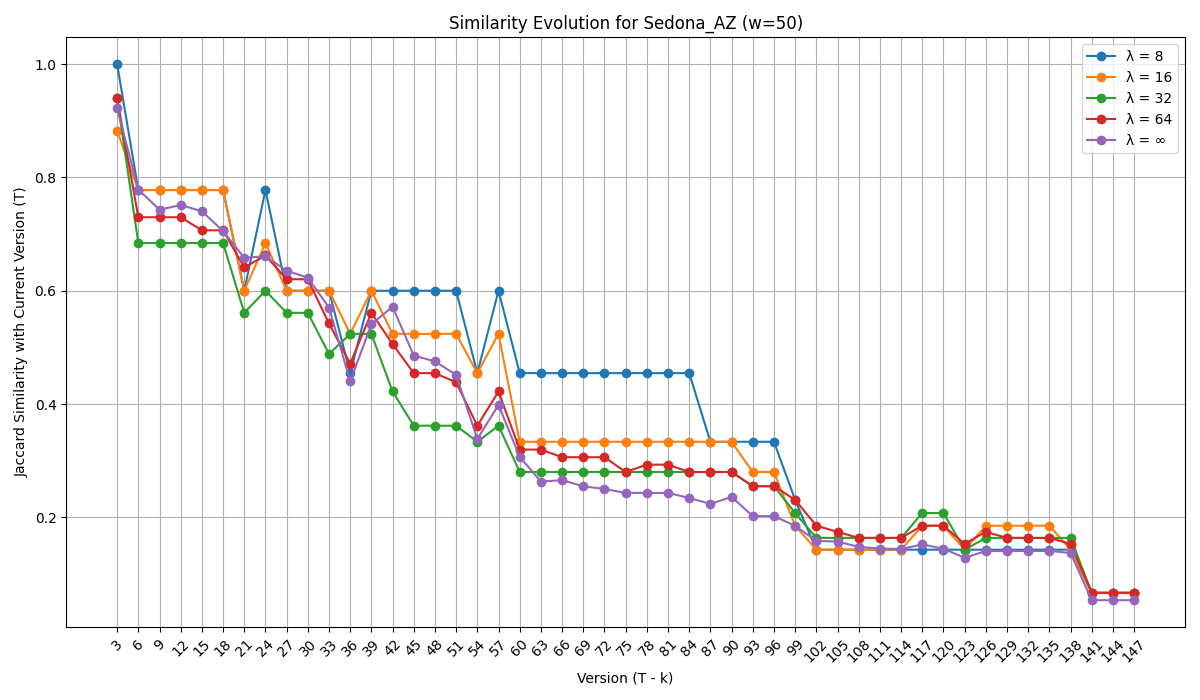 Similarity Evolution for Sedona_AZ (w=50)
Jaccard Similarity with Current Version (T)
1.0
0.8
0.6
0.4
0.2
λ = 8
λ = 16
λ = 32
λ = 64
λ = ∞
3 6 9 12 15 18 21 24 27 30 33 36 39 42 45 48 51 54 57 60 63 66 69 72 75 78 81 84 87 90 93 96 99 102 105 108 111 114 117 120 123 126 129 132 135 138 141 144 147
Version (T - k)